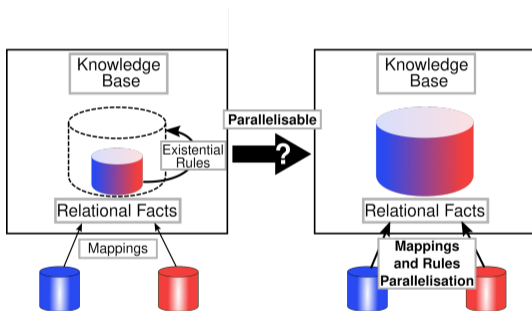 Knowledge
Base
Existential
Rules
Relational Facts
Mappings
Parallelisable
?
Knowledge
Base
Relational Facts
Mappings
and Rules
Parallelisation